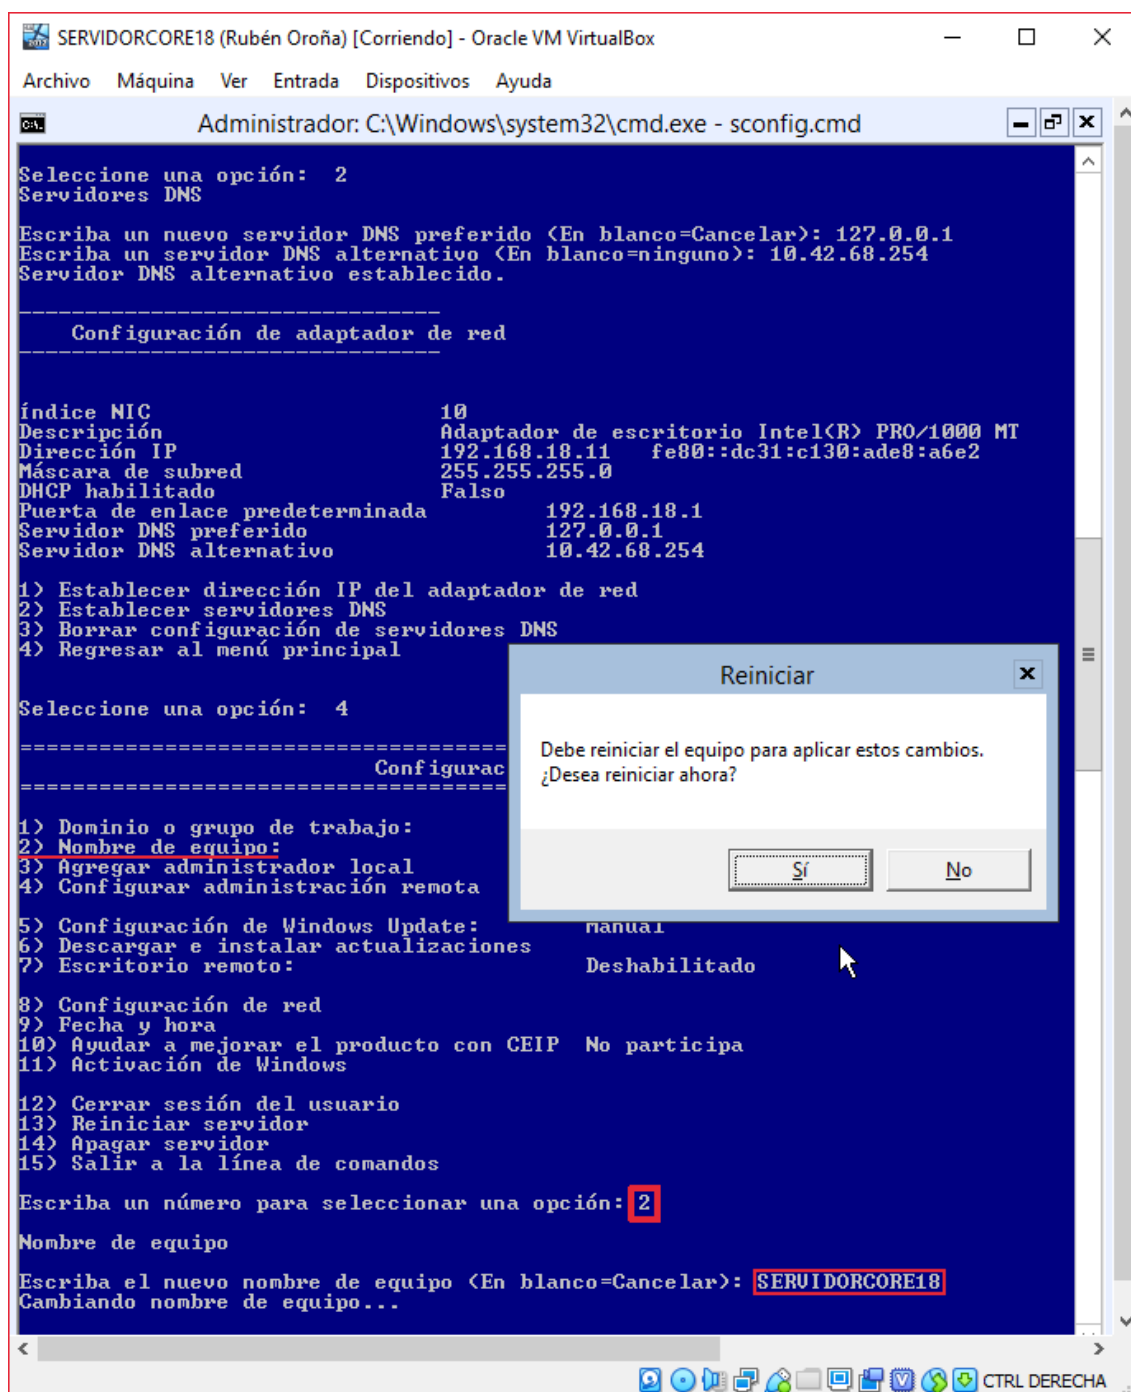 SERVIDORCORE18 (Rubén Oroña) [Corriendo] - Oracle VM VirtualBox
Archivo Máquina Ver Entrada Dispositivos Ayuda
Administrador: C:\Windows\system32\cmd.exe - sconfig.cmd
Seleccione una opción: 2
Servidores DNS
Escriba un nuevo servidor DNS preferido (En blanco=Cancelar): 127.0.0.1
Escriba un servidor DNS alternativo (En blanco=ninguno): 10.42.68.254
Servidor DNS alternativo establecido.
--------------------------------
Configuración de adaptador de red
--------------------------------
índice NIC 10
Descripción Adaptador de escritorio Intel(R) PRO/1000 MT
Dirección IP 192.168.18.11 fe80::dc31:c130:ade8:a6e2
Máscara de subred 255.255.255.0
DHCP habilitado Falso
Puerta de enlace predeterminada 192.168.18.1
Servidor DNS preferido 127.0.0.1
Servidor DNS alternativo 10.42.68.254
1) Establecer dirección IP del adaptador de red
2) Establecer servidores DNS
3) Borrar configuración de servidores DNS
4) Regresar al menú principal
Seleccione una opción: 4
=====================================
Configurac
=====================================
1) Dominio o grupo de trabajo:
2) Nombre de equipo:
3) Agregar administrador local
4) Configurar administración remota
5) Configuración de Windows Update: Manual
6) Descargar e instalar actualizaciones
7) Escritorio remoto: Deshabilitado
8) Configuración de red
9) Fecha y hora
10) Ayudar a mejorar el producto con CEIP No participa
11) Activación de Windows
12) Cerrar sesión del usuario
13) Reiniciar servidor
14) Apagar servidor
15) Salir a la línea de comandos
Escriba un número para seleccionar una opción: 2
Nombre de equipo
Escriba el nuevo nombre de equipo (En blanco=Cancelar): SERVIDORCORE18
Cambiando nombre de equipo...
Reiniciar
Debe reiniciar el equipo para aplicar estos cambios.
¿Desea reiniciar ahora?
Sí No
CTRL DERECHA